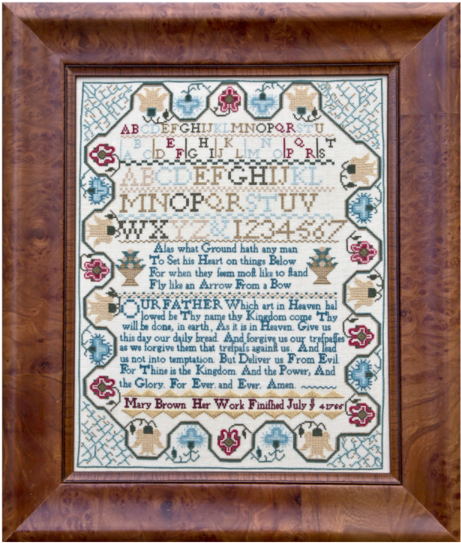 ABCDEFGHIJKLMNOPQRSTU
ABCDEFGHIJKL
MNOPQRSTUV
WXYZ&1234567
Alas what Ground hath any man
To Set his Heart on things Below
For when they ſeem moſt like to ſtand
Fly like an Arrow From a Bow
OUR FATHER Which art in Heaven hal
lowed be Thy name thy Kingdom come Thy
will be done, in earth, As it is in Heaven. Give us
this day our daily bread. And forgive us our treſpaſſes
as we forgive them that treſpaſs againſt us. And lead
us not into temptation. But Deliver us From Evil
For Thine is the Kingdom And the Power, And
the Glory. For Ever and Ever. Amen.
Mary Brown Her Work Finiſhed July